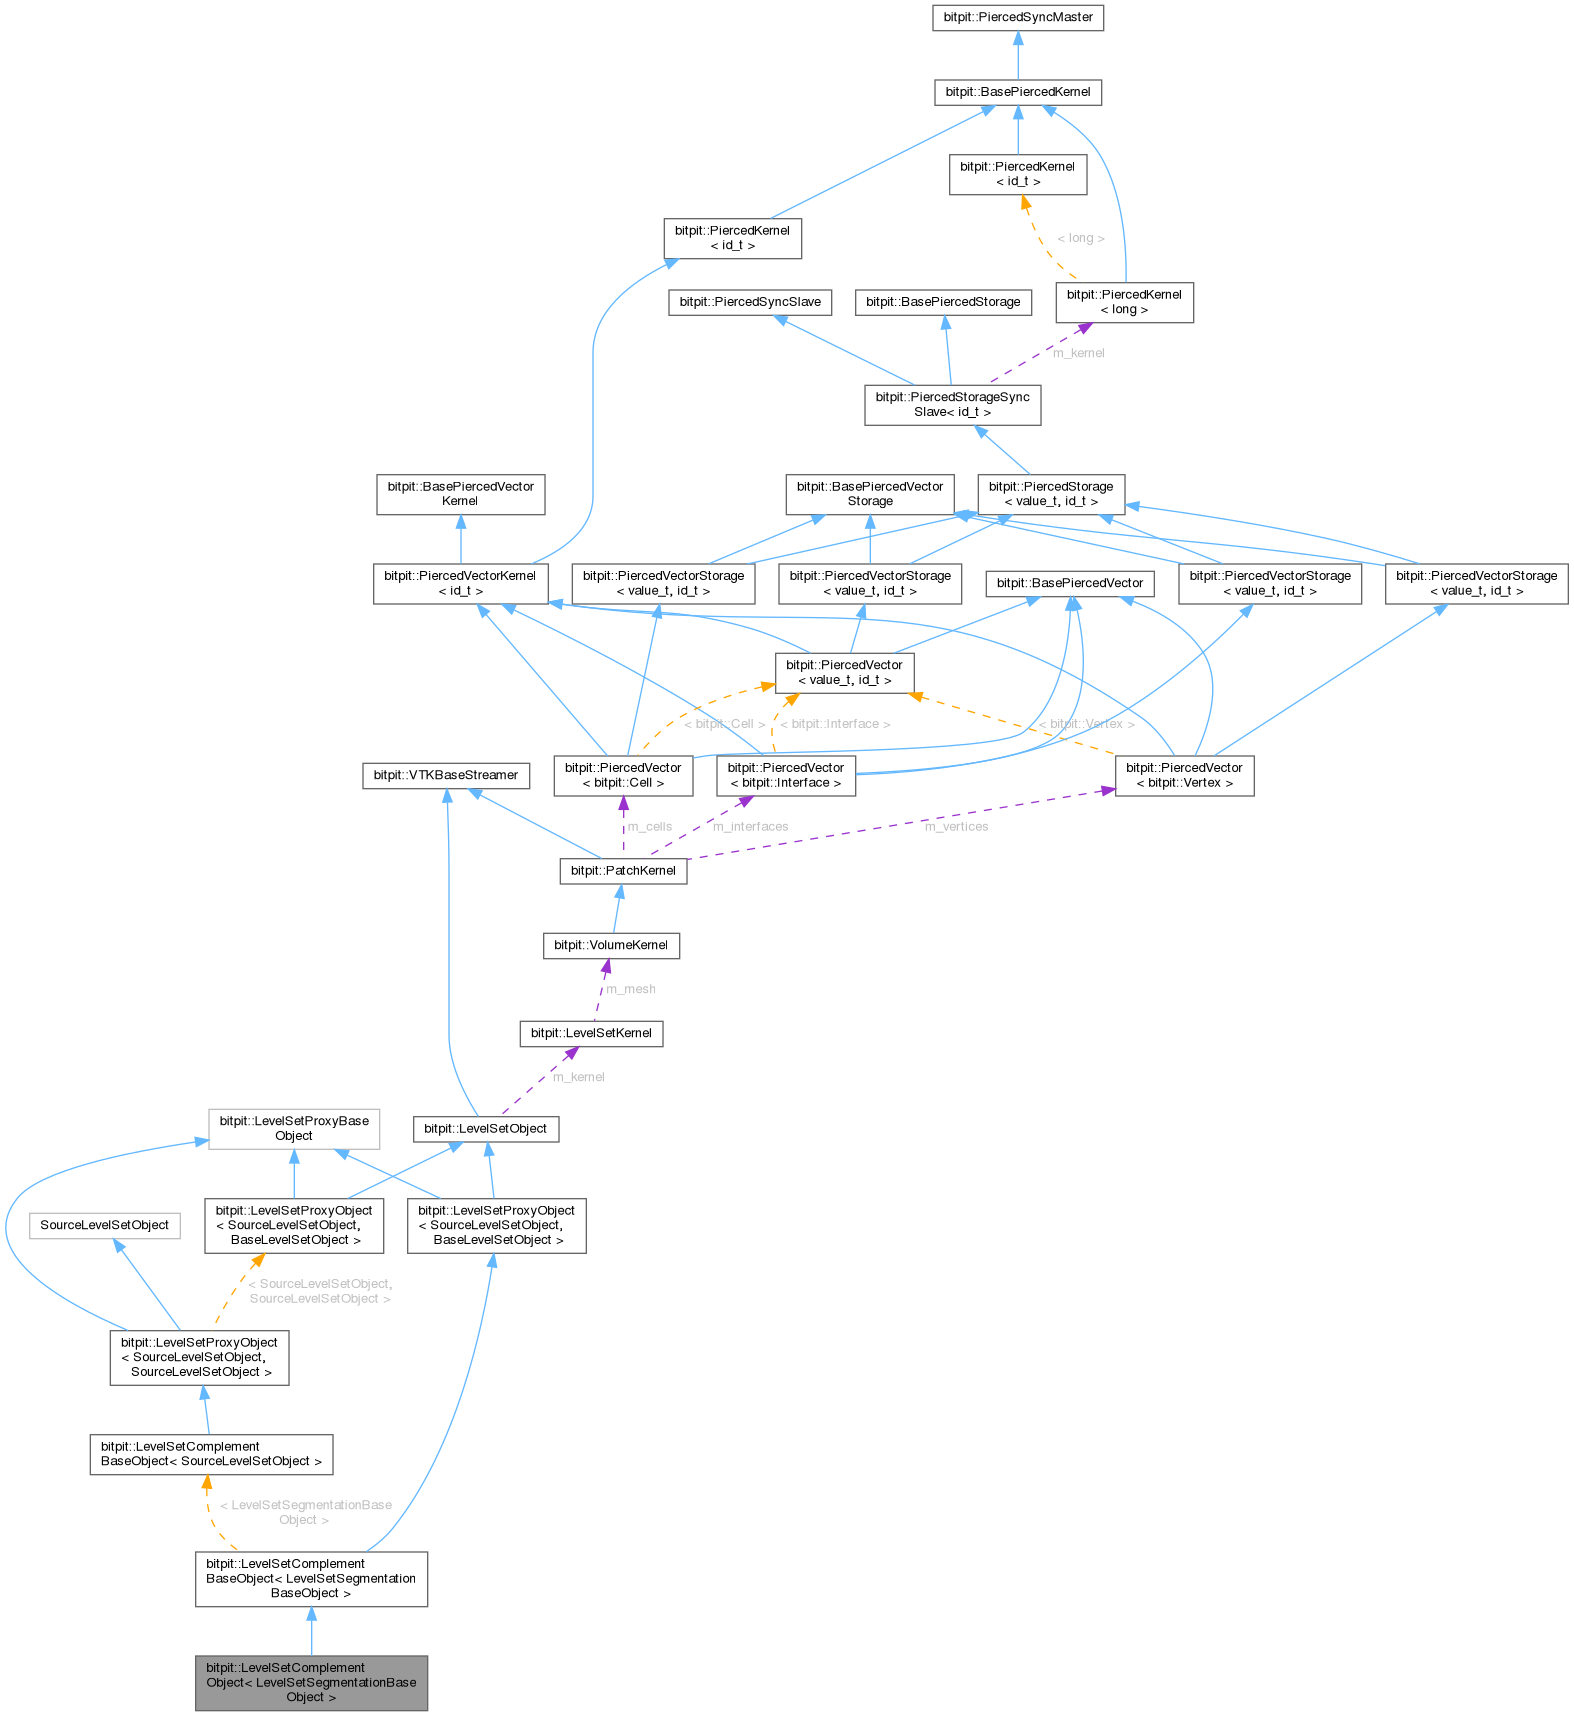 bitpit::PiercedSyncMaster
bitpit::BasePiercedKernel
bitpit::PiercedKernel
< id_t >
bitpit::PiercedKernel
< id_t >
< long >
bitpit::PiercedSyncSlave
bitpit::BasePiercedStorage
bitpit::PiercedKernel
< long >
m_kernel
bitpit::PiercedStorageSync
Slave< id_t >
bitpit::BasePiercedVector
Kernel
bitpit::BasePiercedVector
Storage
bitpit::PiercedStorage
< value_t, id_t >
bitpit::PiercedVectorKernel
< id_t >
bitpit::PiercedVectorStorage
< value_t, id_t >
bitpit::PiercedVectorStorage
< value_t, id_t >
bitpit::BasePiercedVector
bitpit::PiercedVectorStorage
< value_t, id_t >
bitpit::PiercedVectorStorage
< value_t, id_t >
bitpit::PiercedVector
< value_t, id_t >
< bitpit::Cell >
< bitpit::Interface >
< bitpit::Vertex >
bitpit::VTKBaseStreamer
bitpit::PiercedVector
< bitpit::Cell >
bitpit::PiercedVector
< bitpit::Interface >
bitpit::PiercedVector
< bitpit::Vertex >
m_cells
m_interfaces
m_vertices
bitpit::PatchKernel
bitpit::VolumeKernel
m_mesh
bitpit::LevelSetKernel
m_kernel
bitpit::LevelSetProxyBase
Object
bitpit::LevelSetObject
SourceLevelSetObject
bitpit::LevelSetProxyObject
< SourceLevelSetObject,
BaseLevelSetObject >
bitpit::LevelSetProxyObject
< SourceLevelSetObject,
BaseLevelSetObject >
< SourceLevelSetObject,
SourceLevelSetObject >
bitpit::LevelSetProxyObject
< SourceLevelSetObject,
SourceLevelSetObject >
bitpit::LevelSetComplement
BaseObject< SourceLevelSetObject >
< LevelSetSegmentationBase
Object >
bitpit::LevelSetComplement
BaseObject< LevelSetSegmentation
BaseObject >
bitpit::LevelSetComplement
Object< LevelSetSegmentationBase
Object >